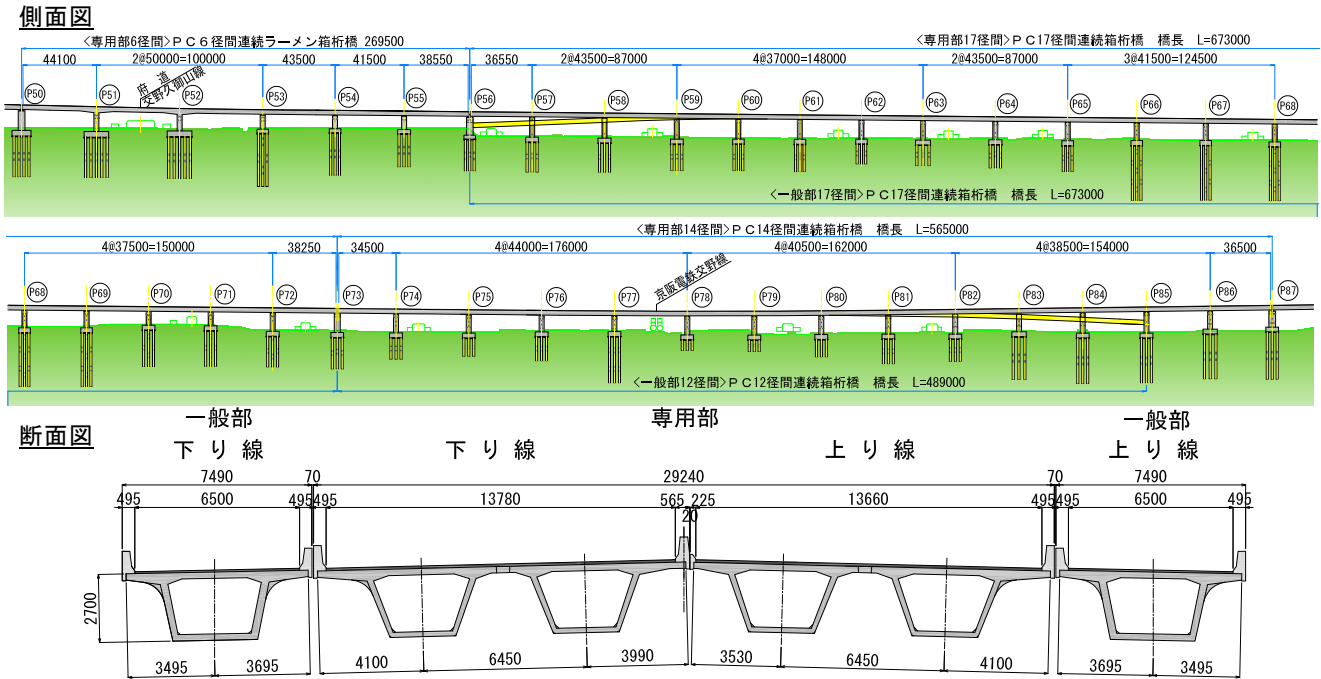 側面図
<専用部6径間>PC6径間連続ラーメン箱桁橋 269500
<専用部17径間>PC17径間連続箱桁橋 橋長 L=673000
44100 2@50000=100000 43500 41500 38550 36550 2@43500=87000 4@37000=148000 2@43500=87000 3@41500=124500
府道
交野久御山線
P50 P51 P52 P53 P54 P55 P56 P57 P58 P59 P60 P61 P62 P63 P64 P65 P66 P67 P68
<一般部17径間>PC17径間連続箱桁橋 橋長 L=673000
<専用部14径間>PC14径間連続箱桁橋 橋長 L=565000
4@37500=150000 38250 34500 4@44000=176000 4@40500=162000 4@38500=154000 36500
京阪電鉄交野線
P68 P69 P70 P71 P72 P73 P74 P75 P76 P77 P78 P79 P80 P81 P82 P83 P84 P85 P86 P87
<一般部12径間>PC12径間連続箱桁橋 橋長 L=489000
断面図
一般部 専用部 一般部
下り線 下り線 上り線 上り線
7490 70 29240 70 7490
495 6500 495 495 13780 565 225 13660 495 495 6500 495
20
2700
3495 3695 4100 6450 3990 3530 6450 4100 3695 3495